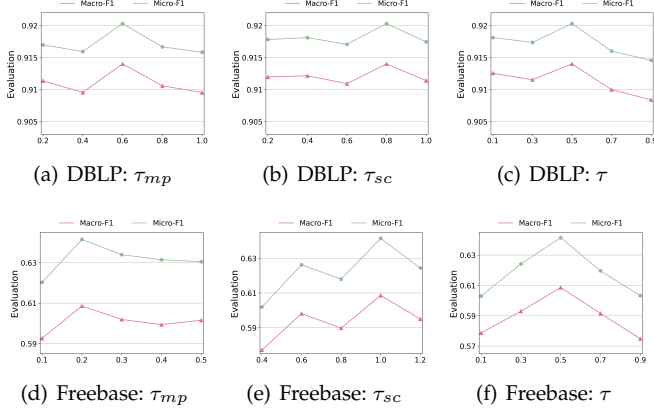 Macro-F1 Micro-F1
Evaluation
0.92
0.915
0.91
0.905
0.2 0.4 0.6 0.8 1.0
(a) DBLP: τmp
Macro-F1 Micro-F1
Evaluation
0.92
0.915
0.91
0.905
0.2 0.4 0.6 0.8 1.0
(b) DBLP: τsc
Macro-F1 Micro-F1
Evaluation
0.92
0.915
0.91
0.905
0.1 0.3 0.5 0.7 0.9
(c) DBLP: τ
Macro-F1 Micro-F1
Evaluation
0.63
0.61
0.59
0.1 0.2 0.3 0.4 0.5
(d) Freebase: τmp
Macro-F1 Micro-F1
Evaluation
0.63
0.61
0.59
0.4 0.6 0.8 1.0 1.2
(e) Freebase: τsc
Macro-F1 Micro-F1
Evaluation
0.63
0.61
0.59
0.57
0.1 0.3 0.5 0.7 0.9
(f) Freebase: τ